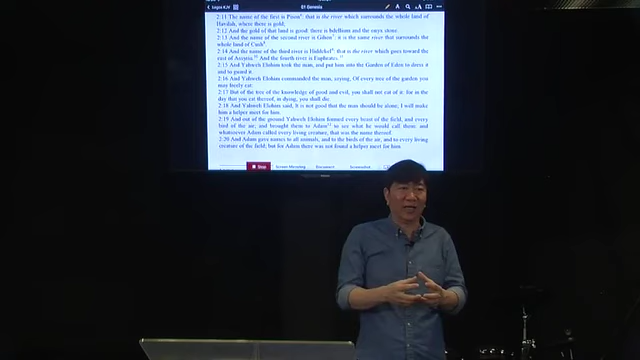 Logos KJV
01 Genesis
2:11 The name of the first is Pison: that is the river which surrounds the whole land of
Havilah, where there is gold;
2:12 And the gold of that land is good: there is bdellium and the onyx stone.
2:13 And the name of the second river is Gihon: it is the same river that surrounds the
whole land of Cush
2:14 And the name of the third river is Hiddekel: that is the river which goes toward the
east of Assyria. And the fourth river is Euphrates.
2:15 And Yahweh Elohim took the man, and put him into the Garden of Eden to dress it
and to guard it.
2:16 And Yahweh Elohim commanded the man, saying, Of every tree of the garden you
may freely eat:
2:17 But of the tree of the knowledge of good and evil, you shall not eat of it: for in
the day that you eat thereof, in dying, you shall die.
2:18 And Yahweh Elohim said, It is not good that the man should be alone; I will make
him a helper meet for him.
2:19 And out of the ground Yahweh Elohim formed every beast of the field, and every
bird of the air; and brought them to Adam to see what he would call them: and
whatsoever Adam called every living creature, that was the name thereof.
2:20 And Adam gave names to all animals, and to the birds of the air, and to every living
creature of the field; but for Adam there was not found a helper meet for him.
Stop Screen Mirroring Document Screenshot